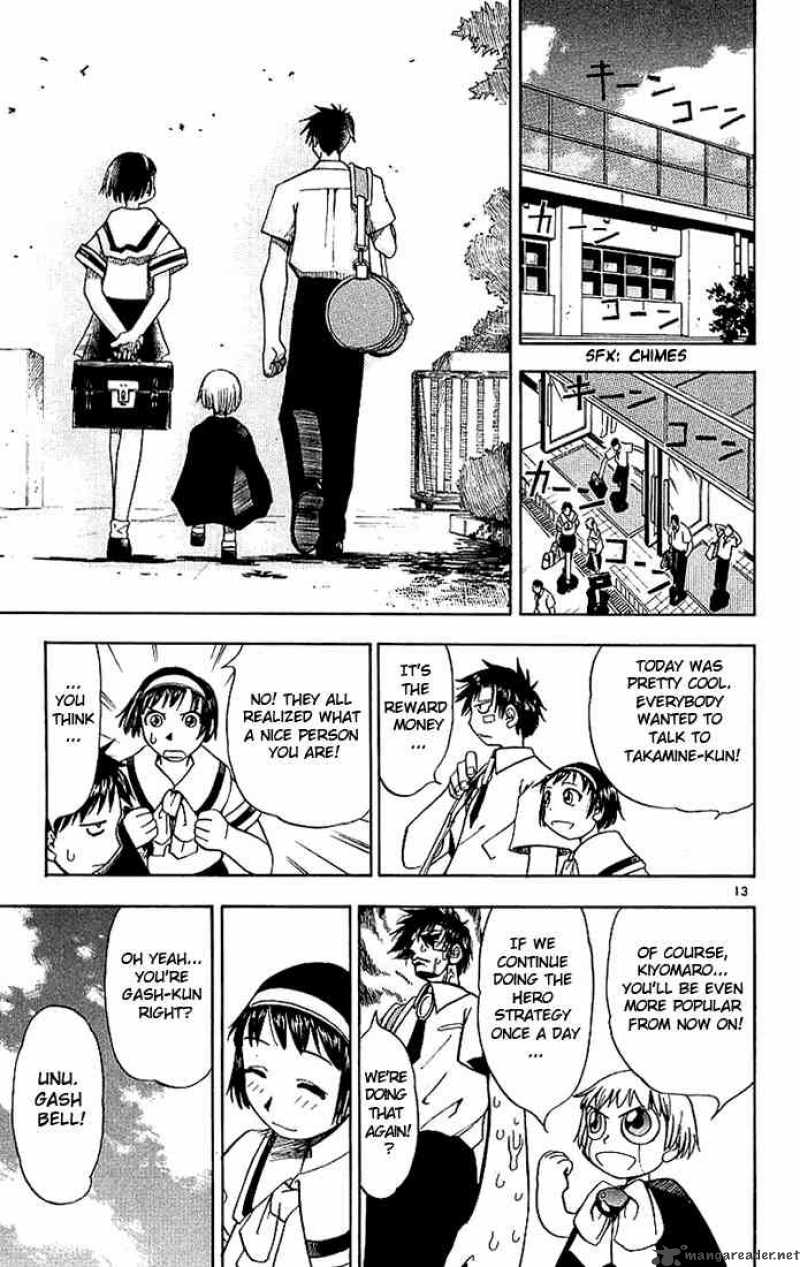 キーン
コーン
カーン
コーン
SFX: CHIMES
キーン
コーン
カーン
コーン
TODAY WAS
PRETTY COOL.
EVERYBODY
WANTED TO
TALK TO
TAKAMINE-KUN!
IT'S
THE
REWARD
MONEY
...
NO! THEY ALL
REALIZED WHAT
A NICE PERSON
YOU ARE!
...
YOU
THINK
...
13
OF COURSE,
KIYOMARO...
YOU'LL BE EVEN
MORE POPULAR
FROM NOW ON!
IF WE
CONTINUE
DOING THE
HERO
STRATEGY
ONCE A DAY
...
WE'RE
DOING
THAT
AGAIN!
?
OH YEAH...
YOU'RE
GASH-KUN
RIGHT?
UNU.
GASH
BELL!
mangareader.net